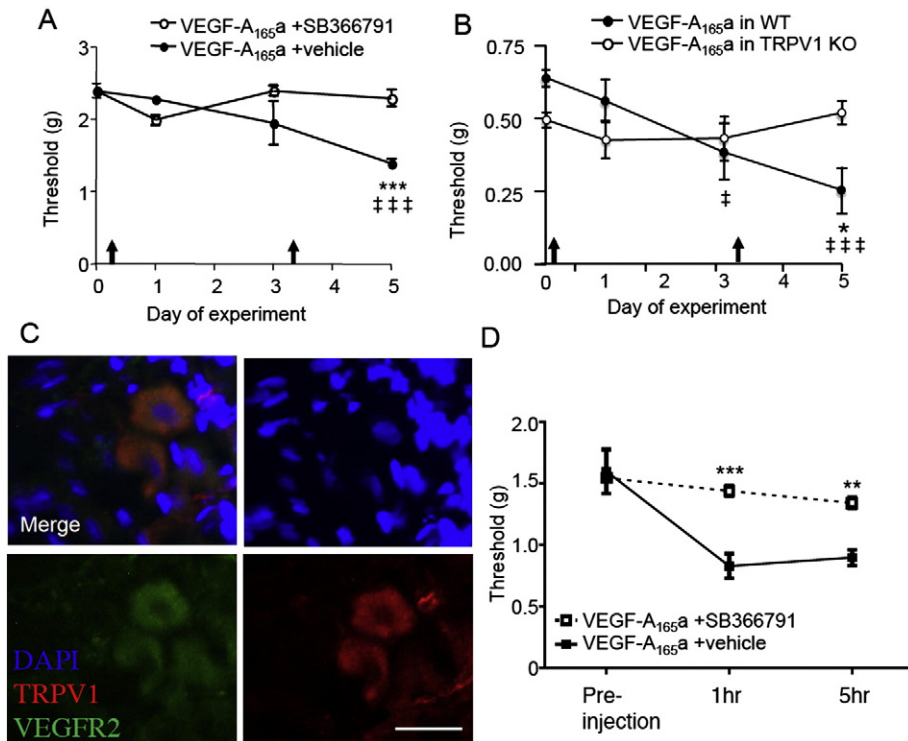 A
VEGF-A165a +SB366791
VEGF-A165a +vehicle
Threshold (g)
3
2
1
0
***
‡‡‡
0 1 2 3 4 5
Day of experiment
B
VEGF-A165a in WT
VEGF-A165a in TRPV1 KO
Threshold (g)
0.75
0.50
0.25
0.00
‡
*
‡‡‡
0 1 2 3 4 5
Day of experiment
C
Merge
DAPI
TRPV1
VEGFR2
D
Threshold (g)
2.0
1.5
1.0
0.5
0
***
**
VEGF-A165a +SB366791
VEGF-A165a +vehicle
Pre-
injection
1hr
5hr